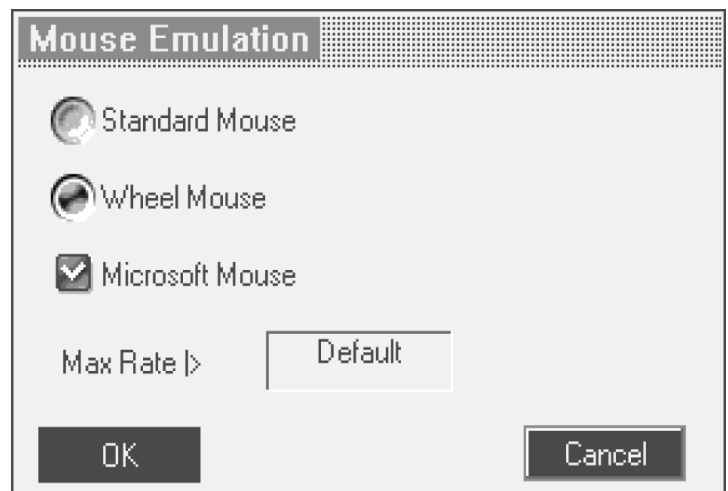 Mouse Emulation
Standard Mouse
Wheel Mouse
Microsoft Mouse
Max Rate |> Default
OK Cancel